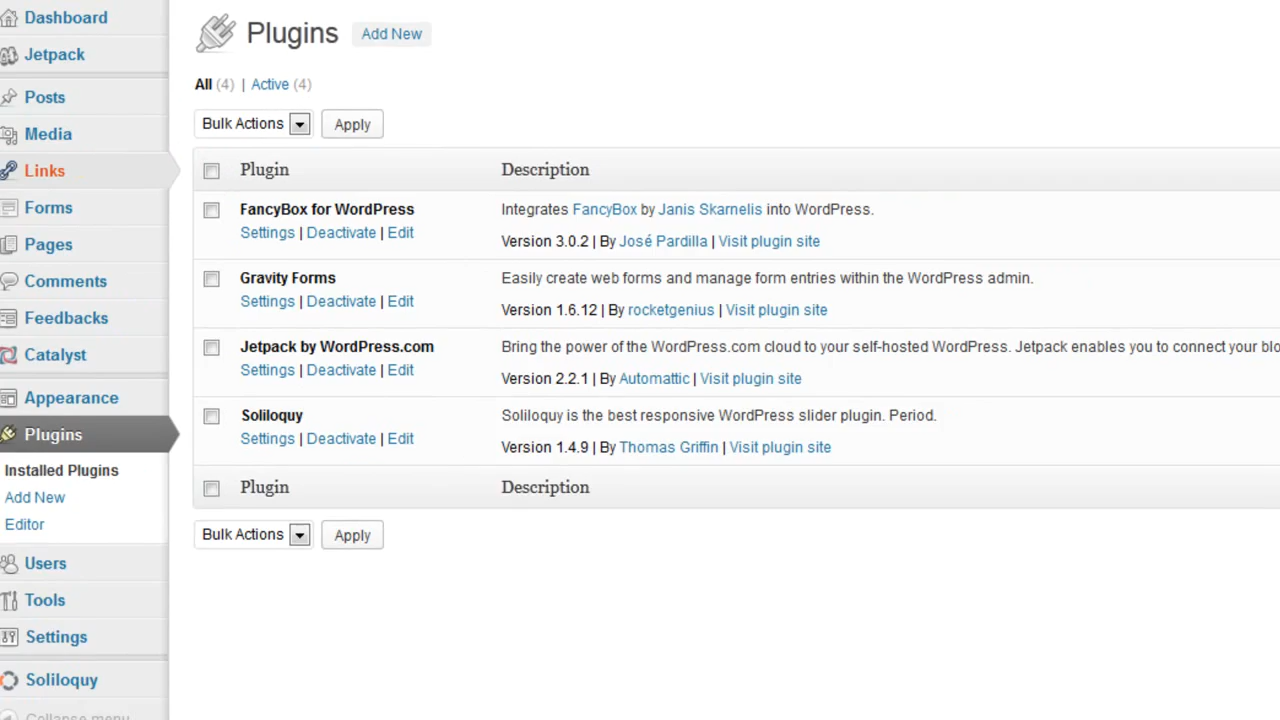 Dashboard
Jetpack
Posts
Media
Links
Forms
Pages
Comments
Feedbacks
Catalyst
Appearance
Plugins
Installed Plugins
Add New
Editor
Users
Tools
Settings
Soliloquy
Collapse menu
Plugins Add New
All (4) | Active (4)
Bulk Actions Apply
Plugin Description
FancyBox for WordPress Integrates FancyBox by Janis Skarnelis into WordPress.
Settings | Deactivate | Edit Version 3.0.2 | By José Pardilla | Visit plugin site
Gravity Forms Easily create web forms and manage form entries within the WordPress admin.
Settings | Deactivate | Edit Version 1.6.12 | By rocketgenius | Visit plugin site
Jetpack by WordPress.com Bring the power of the WordPress.com cloud to your self-hosted WordPress. Jetpack enables you to connect your blo
Settings | Deactivate | Edit Version 2.2.1 | By Automattic | Visit plugin site
Soliloquy Soliloquy is the best responsive WordPress slider plugin. Period.
Settings | Deactivate | Edit Version 1.4.9 | By Thomas Griffin | Visit plugin site
Plugin Description
Bulk Actions Apply